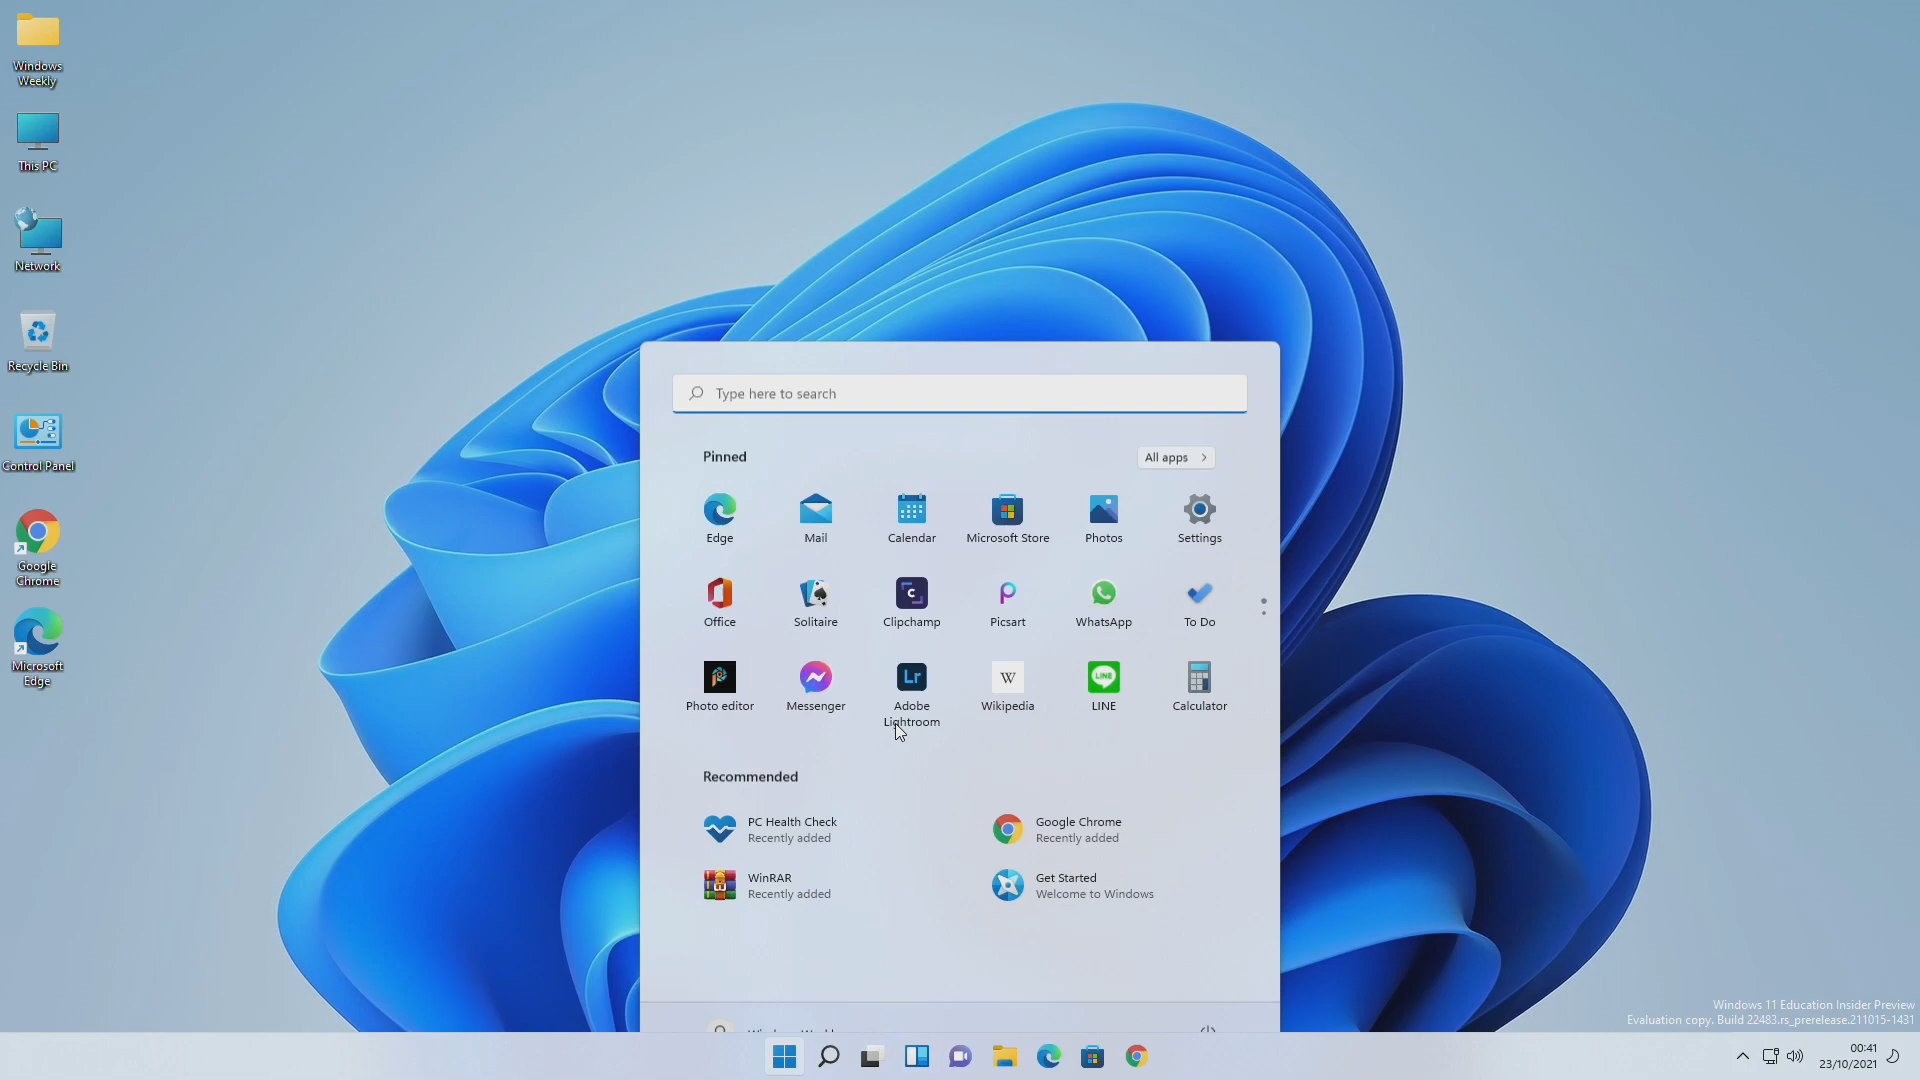 Windows
Weekly
This PC
Network
Recycle Bin
Control Panel
Google
Chrome
Microsoft
Edge
Type here to search
Pinned
All apps
Edge
Mail
Calendar
Microsoft Store
Photos
Settings
Office
Solitaire
Clipchamp
Picsart
WhatsApp
To Do
Photo editor
Messenger
Lr
Adobe
Lightroom
W
Wikipedia
LINE
LINE
Calculator
Recommended
PC Health Check
Recently added
Google Chrome
Recently added
WinRAR
Recently added
Get Started
Welcome to Windows
Windows 11 Education Insider Preview
Evaluation copy. Build 22483.rs_prerelease.211015-1431
00:41
23/10/2021